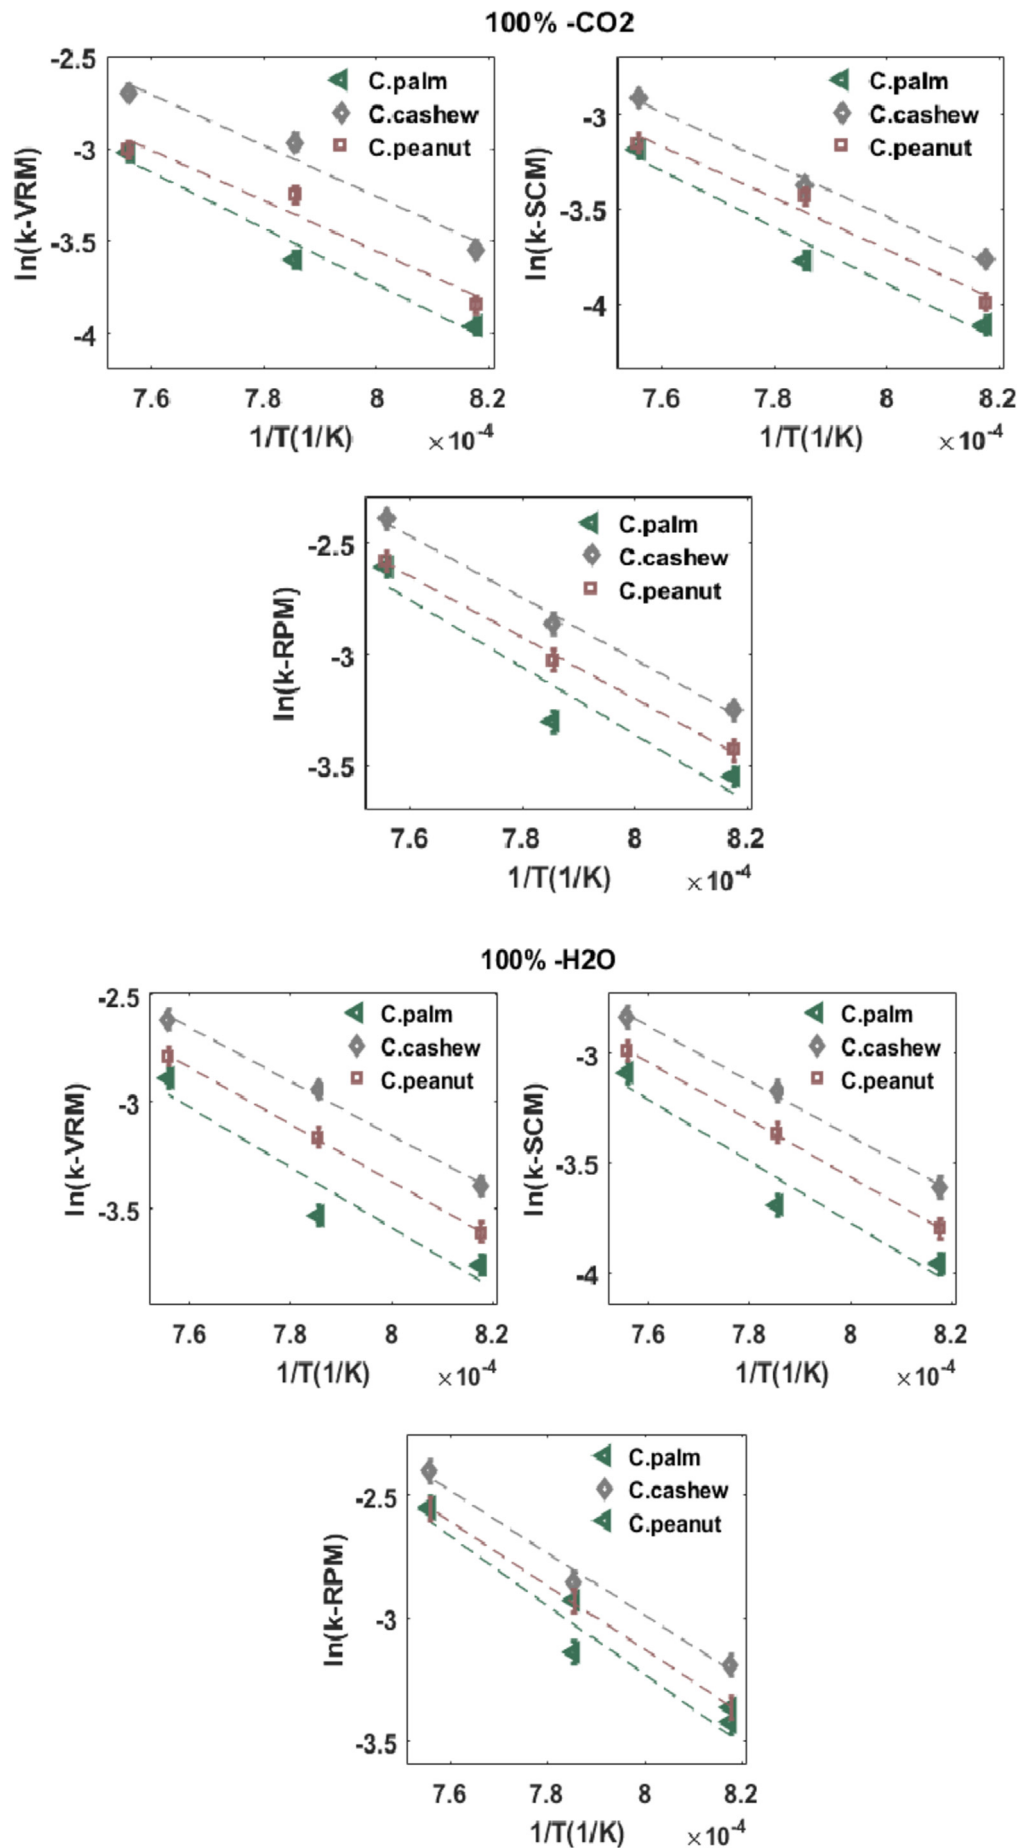 100% -CO2
-2.5
-3
-3.5
-4
ln(k-VRM)
C.palm
C.cashew
C.peanut
7.6 7.8 8 8.2
1/T(1/K) ×10-4
-3
-3.5
-4
ln(k-SCM)
C.palm
C.cashew
C.peanut
7.6 7.8 8 8.2
1/T(1/K) ×10-4
-2.5
-3
-3.5
ln(k-RPM)
C.palm
C.cashew
C.peanut
7.6 7.8 8 8.2
1/T(1/K) ×10-4
100% -H2O
-2.5
-3
-3.5
ln(k-VRM)
C.palm
C.cashew
C.peanut
7.6 7.8 8 8.2
1/T(1/K) ×10-4
-3
-3.5
-4
ln(k-SCM)
C.palm
C.cashew
C.peanut
7.6 7.8 8 8.2
1/T(1/K) ×10-4
-2.5
-3
-3.5
ln(k-RPM)
C.palm
C.cashew
C.peanut
7.6 7.8 8 8.2
1/T(1/K) ×10-4